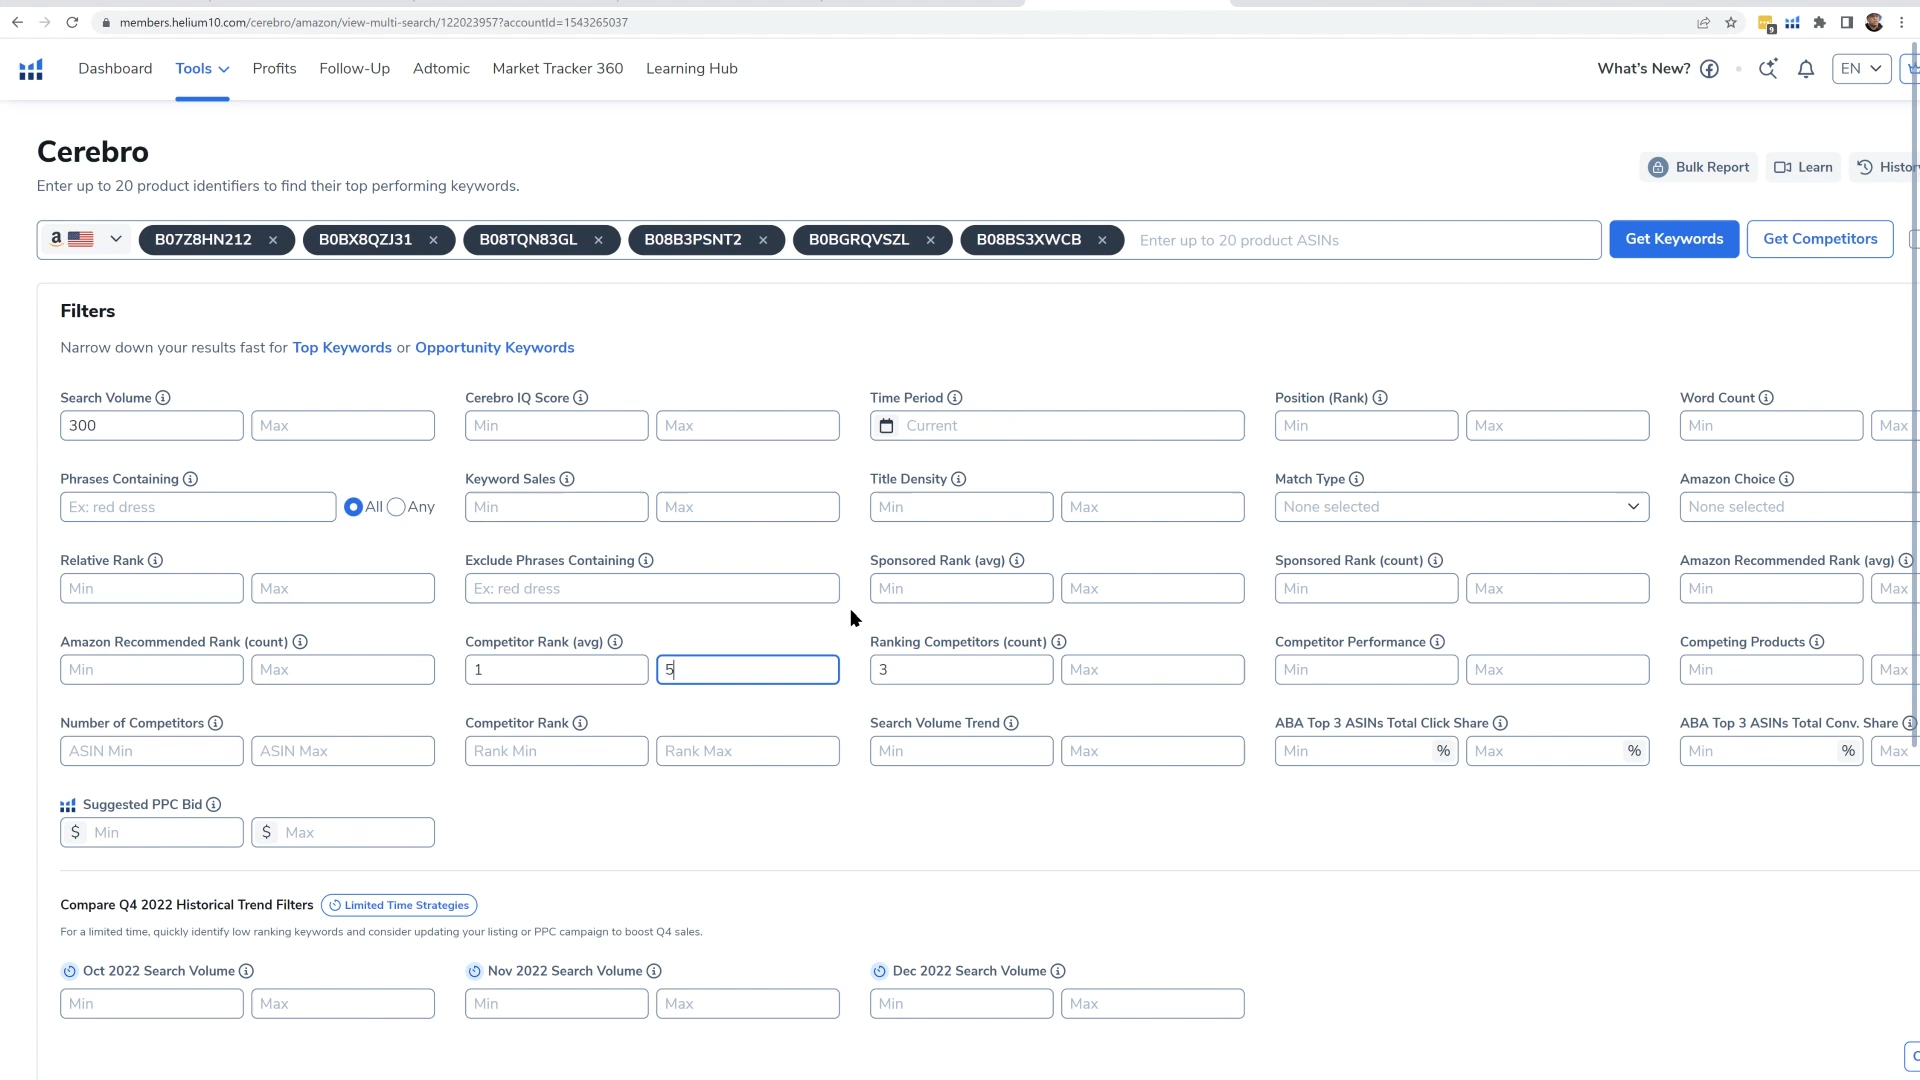 members.helium10.com/cerebro/amazon/view-multi-search/122023957?accountId=1543265037
9
Dashboard Tools Profits Follow-Up Adtomic Market Tracker 360 Learning Hub What's New? EN
Cerebro
Enter up to 20 product identifiers to find their top performing keywords.
Bulk Report Learn History
a B07Z8HN212 × B0BX8QZJ31 × B08TQN83GL × B08B3PSNT2 × B0BGRQVSZL × B08BS3XWCB × Enter up to 20 product ASINs Get Keywords Get Competitors
Filters
Narrow down your results fast for Top Keywords or Opportunity Keywords
Search Volume Cerebro IQ Score Time Period Position (Rank) Word Count
300 Max Min Max Current Min Max Min Max
Phrases Containing Keyword Sales Title Density Match Type Amazon Choice
Ex: red dress All Any Min Max Min Max None selected None selected
Relative Rank Exclude Phrases Containing Sponsored Rank (avg) Sponsored Rank (count) Amazon Recommended Rank (avg)
Min Max Ex: red dress Min Max Min Max Min Max
Amazon Recommended Rank (count) Competitor Rank (avg) Ranking Competitors (count) Competitor Performance Competing Products
Min Max 1 5 3 Max Min Max Min Max
Number of Competitors Competitor Rank Search Volume Trend ABA Top 3 ASINs Total Click Share ABA Top 3 ASINs Total Conv. Share
ASIN Min ASIN Max Rank Min Rank Max Min Max Min % Max % Min % Max
Suggested PPC Bid
$ Min $ Max
Compare Q4 2022 Historical Trend Filters Limited Time Strategies
For a limited time, quickly identify low ranking keywords and consider updating your listing or PPC campaign to boost Q4 sales.
Oct 2022 Search Volume Nov 2022 Search Volume Dec 2022 Search Volume
Min Max Min Max Min Max